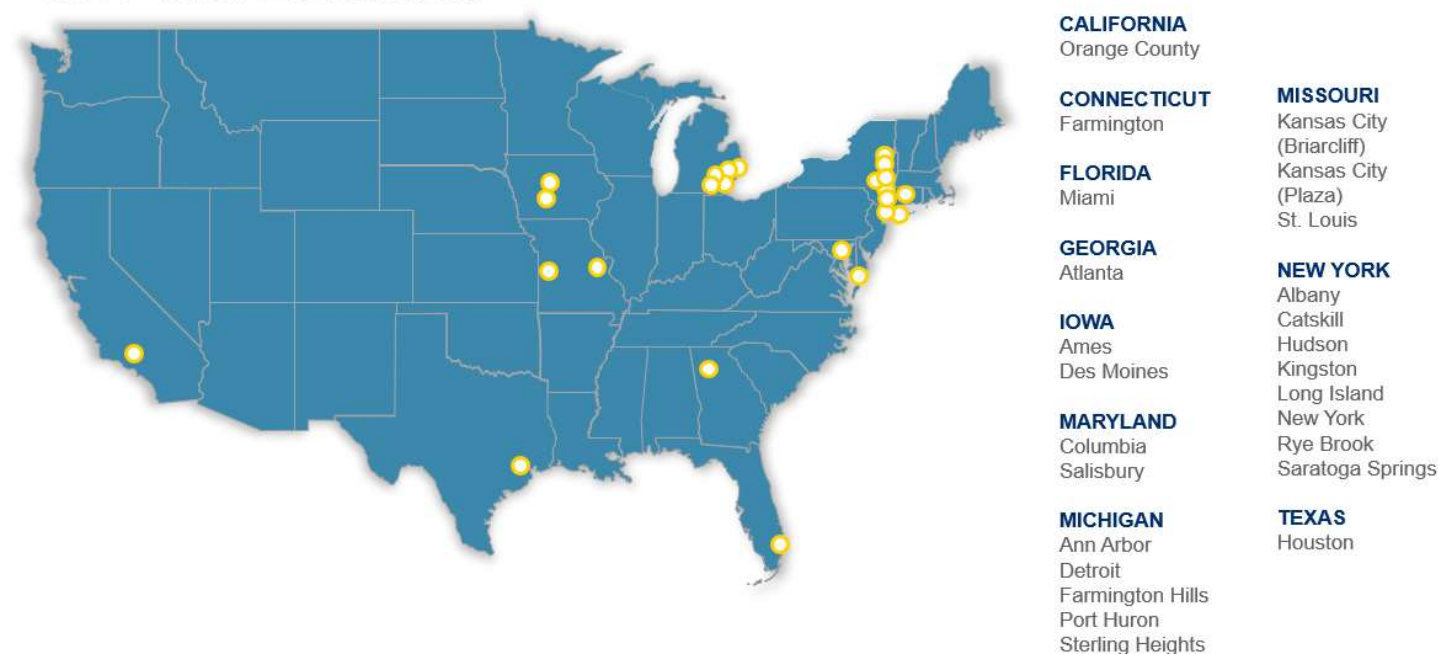 CALIFORNIA
Orange County
CONNECTICUT
Farmington
FLORIDA
Miami
GEORGIA
Atlanta
IOWA
Ames
Des Moines
MARYLAND
Columbia
Salisbury
MICHIGAN
Ann Arbor
Detroit
Farmington Hills
Port Huron
Sterling Heights
MISSOURI
Kansas City
(Briarcliff)
Kansas City
(Plaza)
St. Louis
NEW YORK
Albany
Catskill
Hudson
Kingston
Long Island
New York
Rye Brook
Saratoga Springs
TEXAS
Houston